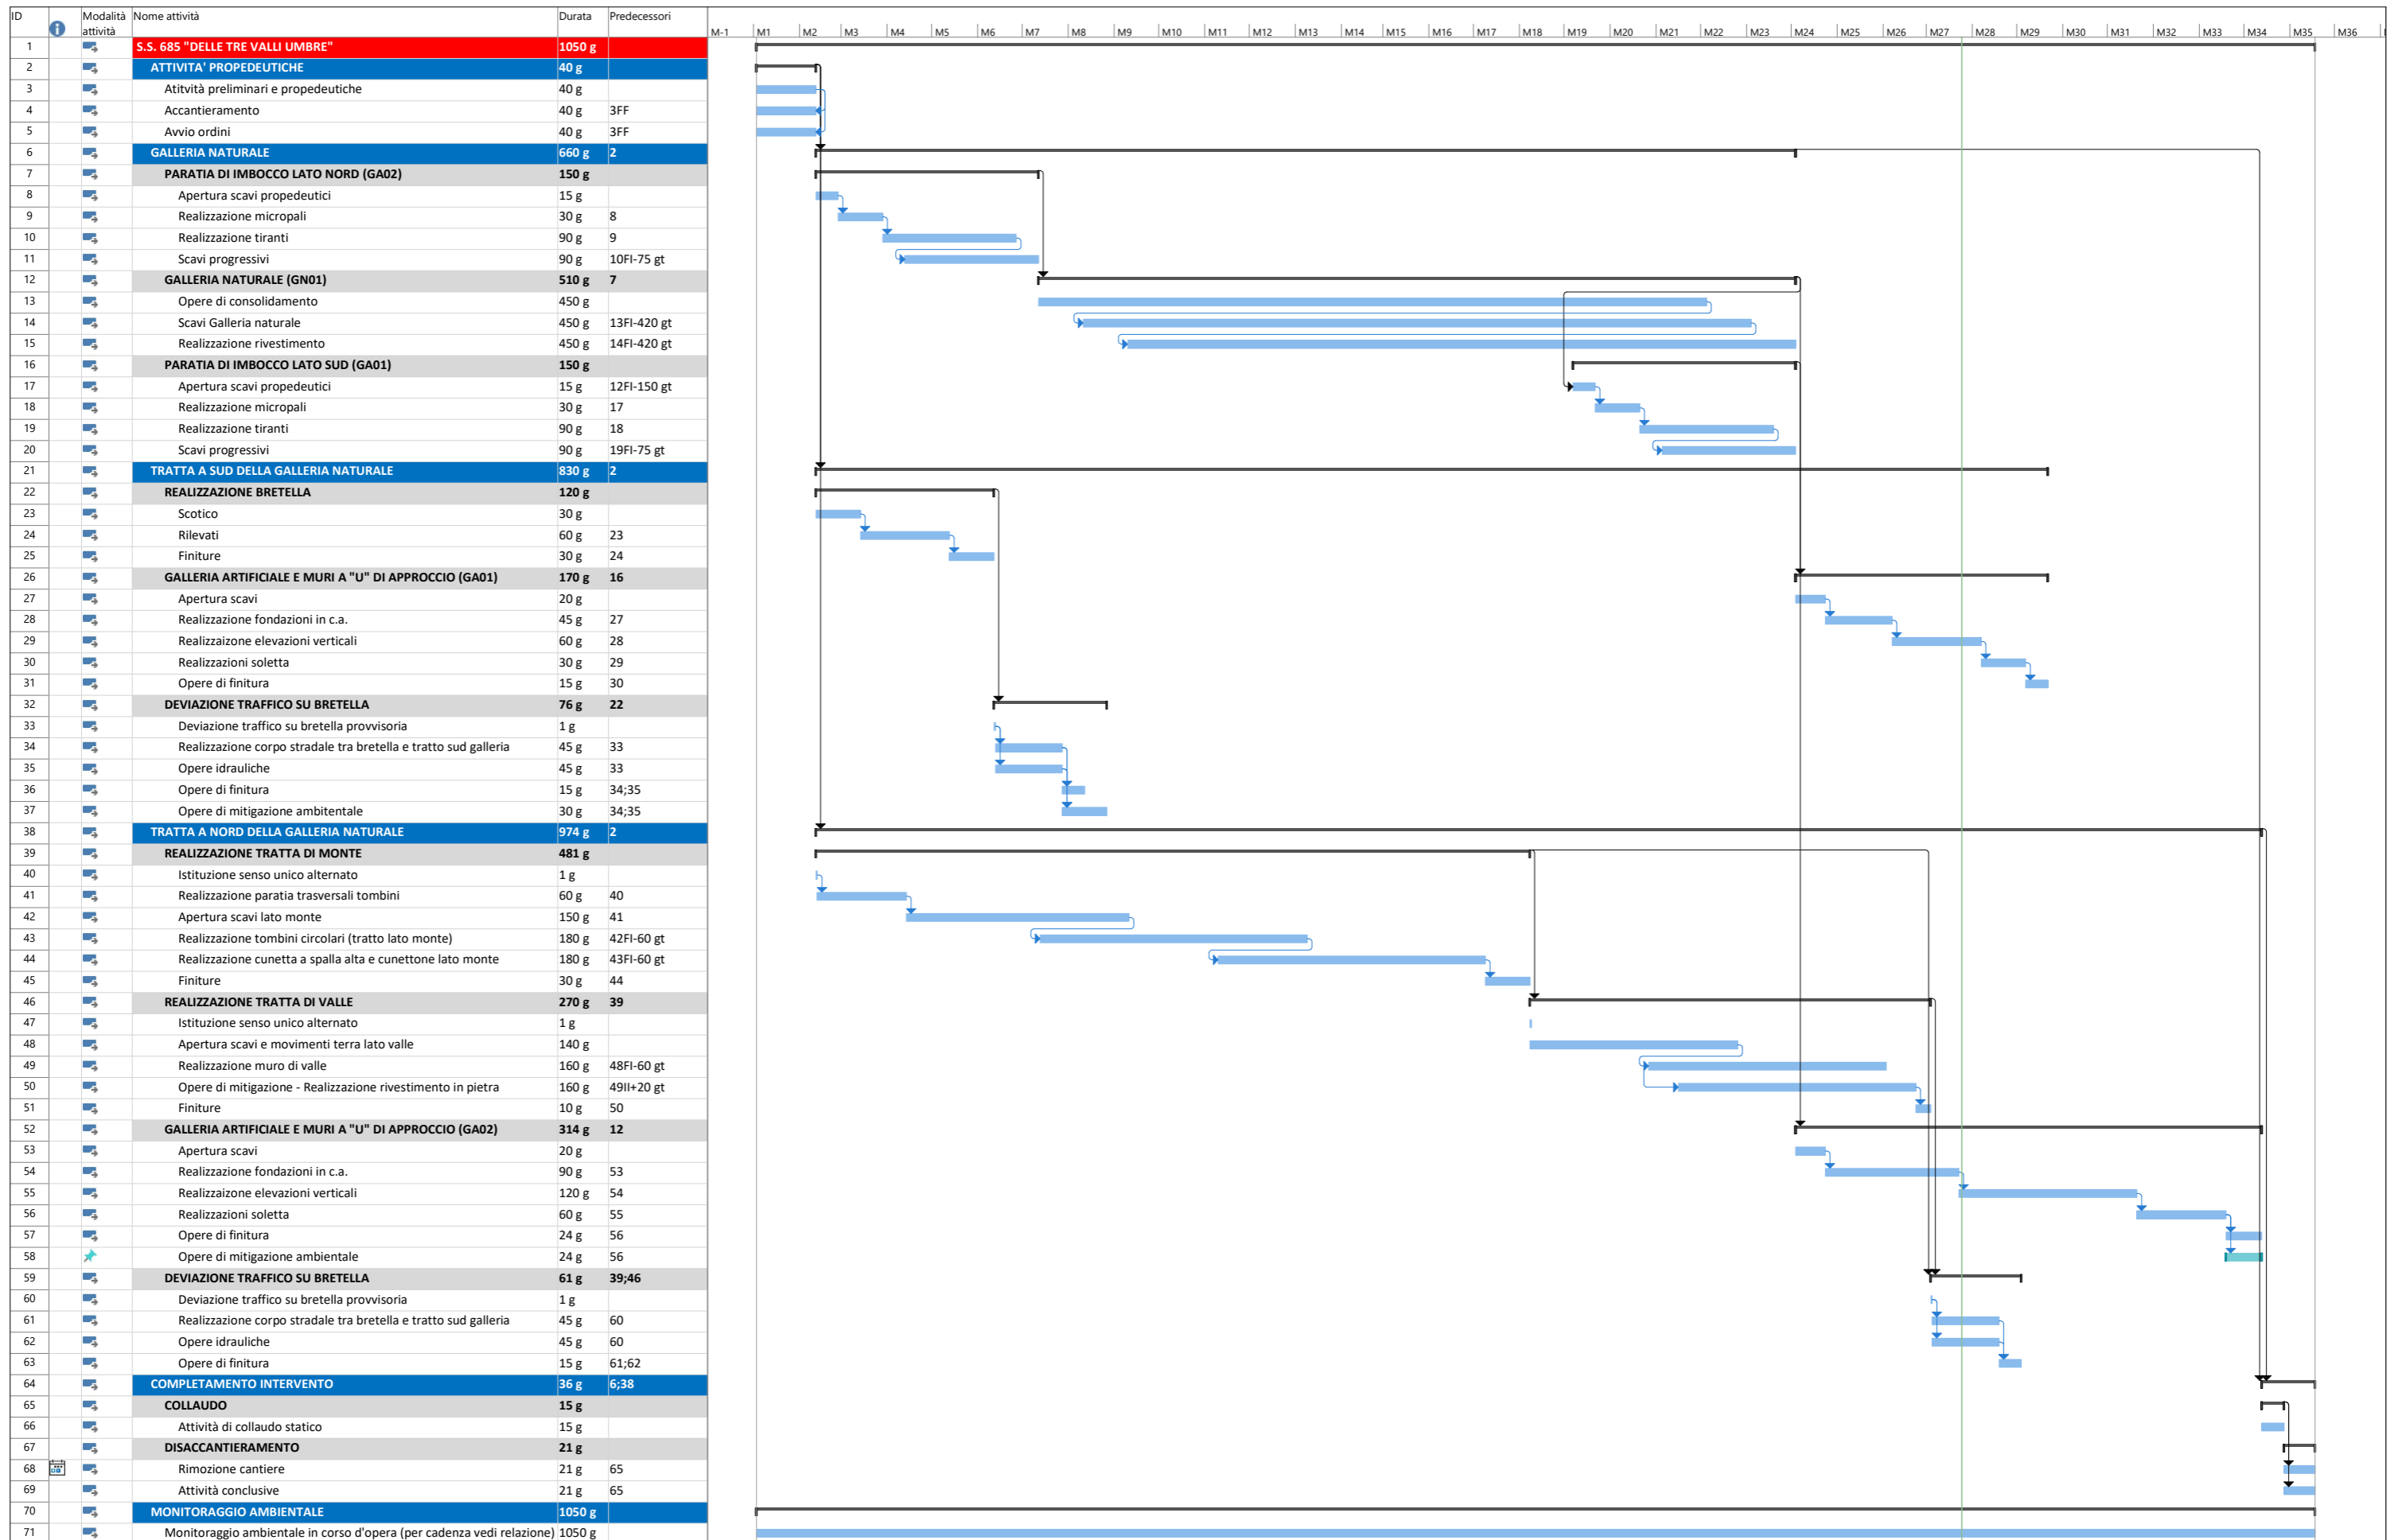 ID Modalità attività Nome attività Durata Predecessori M-1 M1 M2 M3 M4 M5 M6 M7 M8 M9 M10 M11 M12 M13 M14 M15 M16 M17 M18 M19 M20 M21 M22 M23 M24 M25 M26 M27 M28 M29 M30 M31 M32 M33 M34 M35 M36
1 S.S. 685 "DELLE TRE VALLI UMBRE" 1050 g
2 ATTIVITA' PROPEDEUTICHE 40 g
3 Atitvità preliminari e propedeutiche 40 g
4 Accantieramento 40 g 3FF
5 Avvio ordini 40 g 3FF
6 GALLERIA NATURALE 660 g 2
7 PARATIA DI IMBOCCO LATO NORD (GA02) 150 g
8 Apertura scavi propedeutici 15 g
9 Realizzazione micropali 30 g 8
10 Realizzazione tiranti 90 g 9
11 Scavi progressivi 90 g 10FI-75 gt
12 GALLERIA NATURALE (GN01) 510 g 7
13 Opere di consolidamento 450 g
14 Scavi Galleria naturale 450 g 13FI-420 gt
15 Realizzazione rivestimento 450 g 14FI-420 gt
16 PARATIA DI IMBOCCO LATO SUD (GA01) 150 g
17 Apertura scavi propedeutici 15 g 12FI-150 gt
18 Realizzazione micropali 30 g 17
19 Realizzazione tiranti 90 g 18
20 Scavi progressivi 90 g 19FI-75 gt
21 TRATTA A SUD DELLA GALLERIA NATURALE 830 g 2
22 REALIZZAZIONE BRETELLA 120 g
23 Scotico 30 g
24 Rilevati 60 g 23
25 Finiture 30 g 24
26 GALLERIA ARTIFICIALE E MURI A "U" DI APPROCCIO (GA01) 170 g 16
27 Apertura scavi 20 g
28 Realizzazione fondazioni in c.a. 45 g 27
29 Realizzaizone elevazioni verticali 60 g 28
30 Realizzazioni soletta 30 g 29
31 Opere di finitura 15 g 30
32 DEVIAZIONE TRAFFICO SU BRETELLA 76 g 22
33 Deviazione traffico su bretella provvisoria 1 g
34 Realizzazione corpo stradale tra bretella e tratto sud galleria 45 g 33
35 Opere idrauliche 45 g 33
36 Opere di finitura 15 g 34;35
37 Opere di mitigazione ambitentale 30 g 34;35
38 TRATTA A NORD DELLA GALLERIA NATURALE 974 g 2
39 REALIZZAZIONE TRATTA DI MONTE 481 g
40 Istituzione senso unico alternato 1 g
41 Realizzazione paratia trasversali tombini 60 g 40
42 Apertura scavi lato monte 150 g 41
43 Realizzazione tombini circolari (tratto lato monte) 180 g 42FI-60 gt
44 Realizzazione cunetta a spalla alta e cunettone lato monte 180 g 43FI-60 gt
45 Finiture 30 g 44
46 REALIZZAZIONE TRATTA DI VALLE 270 g 39
47 Istituzione senso unico alternato 1 g
48 Apertura scavi e movimenti terra lato valle 140 g
49 Realizzazione muro di valle 160 g 48FI-60 gt
50 Opere di mitigazione - Realizzazione rivestimento in pietra 160 g 49II+20 gt
51 Finiture 10 g 50
52 GALLERIA ARTIFICIALE E MURI A "U" DI APPROCCIO (GA02) 314 g 12
53 Apertura scavi 20 g
54 Realizzazione fondazioni in c.a. 90 g 53
55 Realizzaizone elevazioni verticali 120 g 54
56 Realizzazioni soletta 60 g 55
57 Opere di finitura 24 g 56
58 Opere di mitigazione ambientale 24 g 56
59 DEVIAZIONE TRAFFICO SU BRETELLA 61 g 39;46
60 Deviazione traffico su bretella provvisoria 1 g
61 Realizzazione corpo stradale tra bretella e tratto sud galleria 45 g 60
62 Opere idrauliche 45 g 60
63 Opere di finitura 15 g 61;62
64 COMPLETAMENTO INTERVENTO 36 g 6;38
65 COLLAUDO 15 g
66 Attività di collaudo statico 15 g
67 DISACCANTIERAMENTO 21 g
68 Rimozione cantiere 21 g 65
69 Attività conclusive 21 g 65
70 MONITORAGGIO AMBIENTALE 1050 g
71 Monitoraggio ambientale in corso d'opera (per cadenza vedi relazione) 1050 g